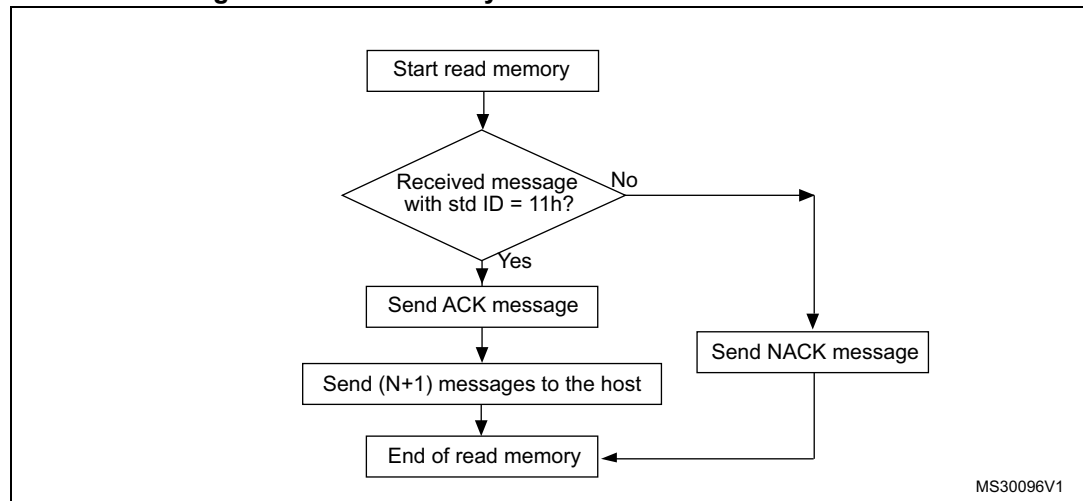 Start read memory
Received message
with std ID = 11h?
No
Yes
Send ACK message
Send NACK message
Send (N+1) messages to the host
End of read memory
MS30096V1